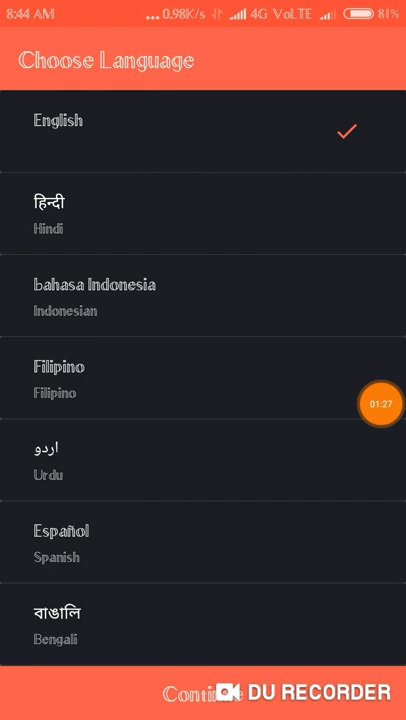 8:44 AM ...0.98K/s 4G VoLTE 81%
Choose Language
English
हिन्दी
Hindi
bahasa Indonesia
Indonesian
Filipino
Filipino
01:27
اردو
Urdu
Español
Spanish
বাঙালি
Bengali
DU RECORDER